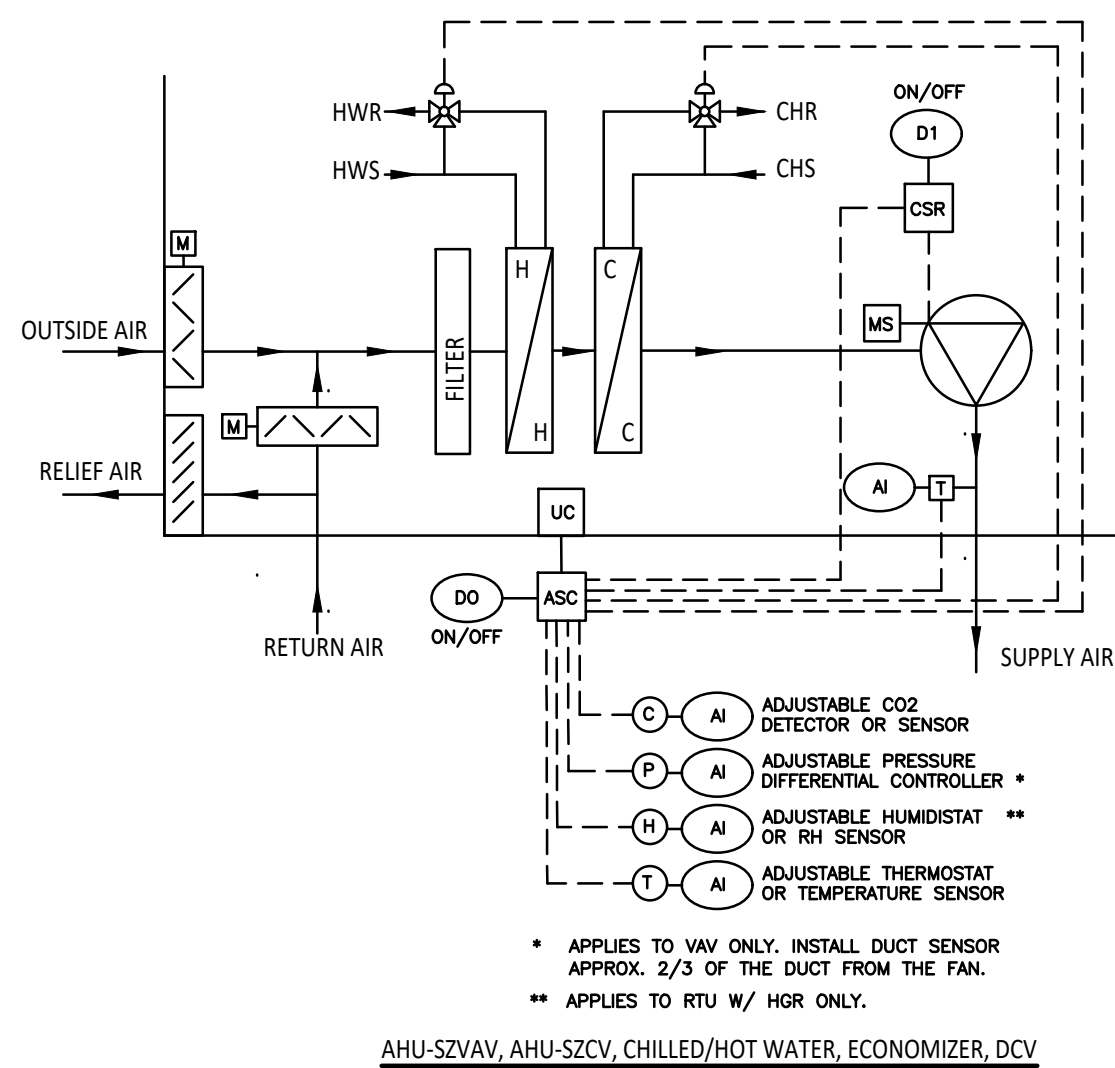 ON/OFF
D1
HWR
CHR
HWS
CHS
CSR
M
H
C
OUTSIDE AIR
MS
FILTER
M
H
C
RELIEF AIR
AI
T
UC
DO
ASC
ON/OFF
RETURN AIR
SUPPLY AIR
C
AI
ADJUSTABLE CO2
DETECTOR OR SENSOR
P
AI
ADJUSTABLE PRESSURE
DIFFERENTIAL CONTROLLER *
H
AI
ADJUSTABLE HUMIDISTAT **
OR RH SENSOR
T
AI
ADJUSTABLE THERMOSTAT
OR TEMPERATURE SENSOR
* APPLIES TO VAV ONLY. INSTALL DUCT SENSOR
APPROX. 2/3 OF THE DUCT FROM THE FAN.
** APPLIES TO RTU W/ HGR ONLY.
AHU-SZVAV, AHU-SZCV, CHILLED/HOT WATER, ECONOMIZER, DCV